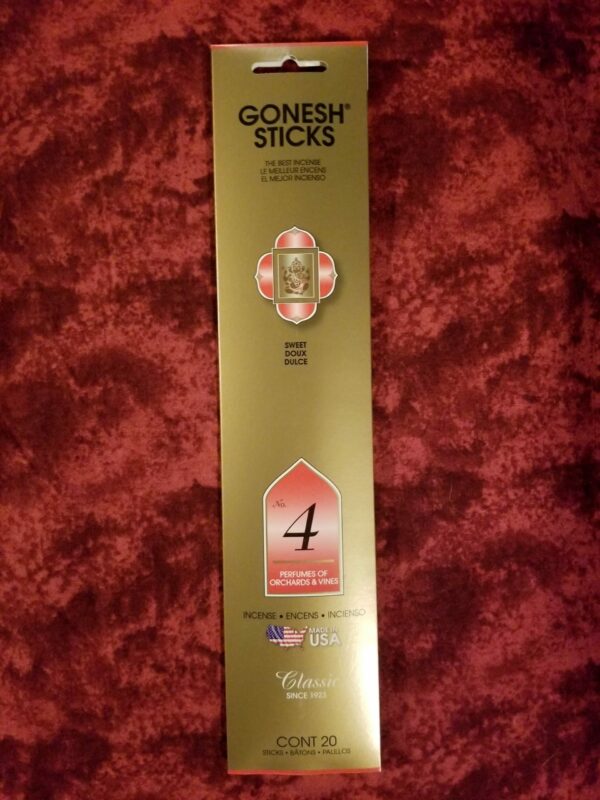 GONESH®
STICKS
THE BEST INCENSE
LE MEILLEUR ENCENS
EL MEJOR INCIENSO
SWEET
DOUX
DULCE
No.
4
PERFUMES OF
ORCHARDS & VINES
INCENSE • ENCENS • INCIENSO
MADE IN
USA
Classic
SINCE 1923
CONT 20
STICKS • BÂTONS • PALILLOS